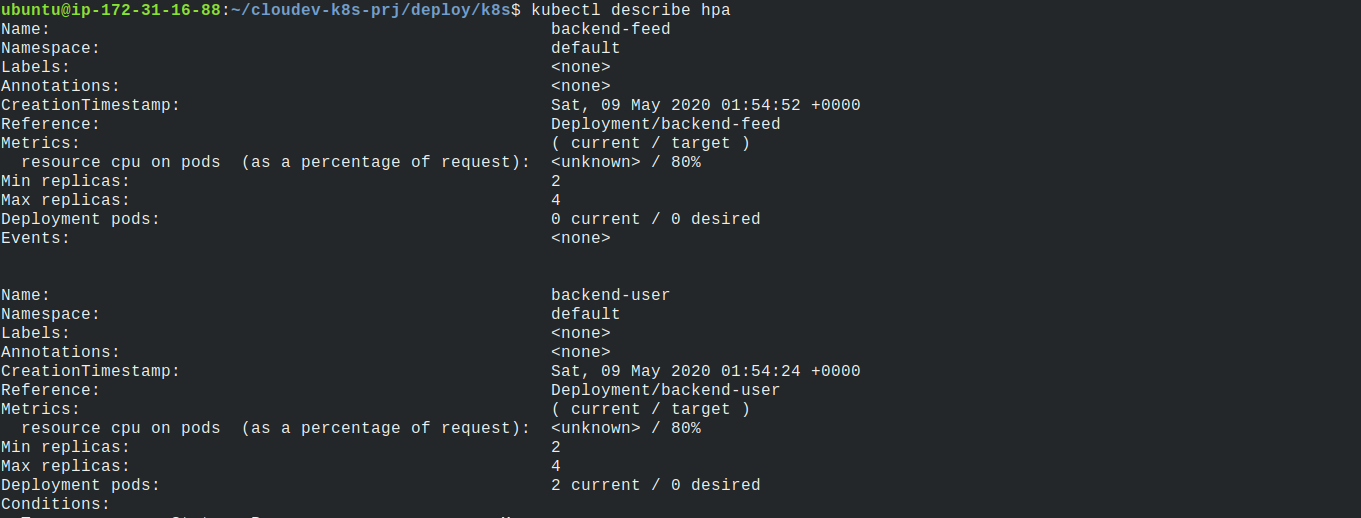 ubuntu@ip-172-31-16-88:~/cloudev-k8s-prj/deploy/k8s$ kubectl describe hpa
Name: backend-feed
Namespace: default
Labels: <none>
Annotations: <none>
CreationTimestamp: Sat, 09 May 2020 01:54:52 +0000
Reference: Deployment/backend-feed
Metrics: ( current / target )
  resource cpu on pods  (as a percentage of request): <unknown> / 80%
Min replicas: 2
Max replicas: 4
Deployment pods: 0 current / 0 desired
Events: <none>
Name: backend-user
Namespace: default
Labels: <none>
Annotations: <none>
CreationTimestamp: Sat, 09 May 2020 01:54:24 +0000
Reference: Deployment/backend-user
Metrics: ( current / target )
  resource cpu on pods  (as a percentage of request): <unknown> / 80%
Min replicas: 2
Max replicas: 4
Deployment pods: 2 current / 0 desired
Conditions: